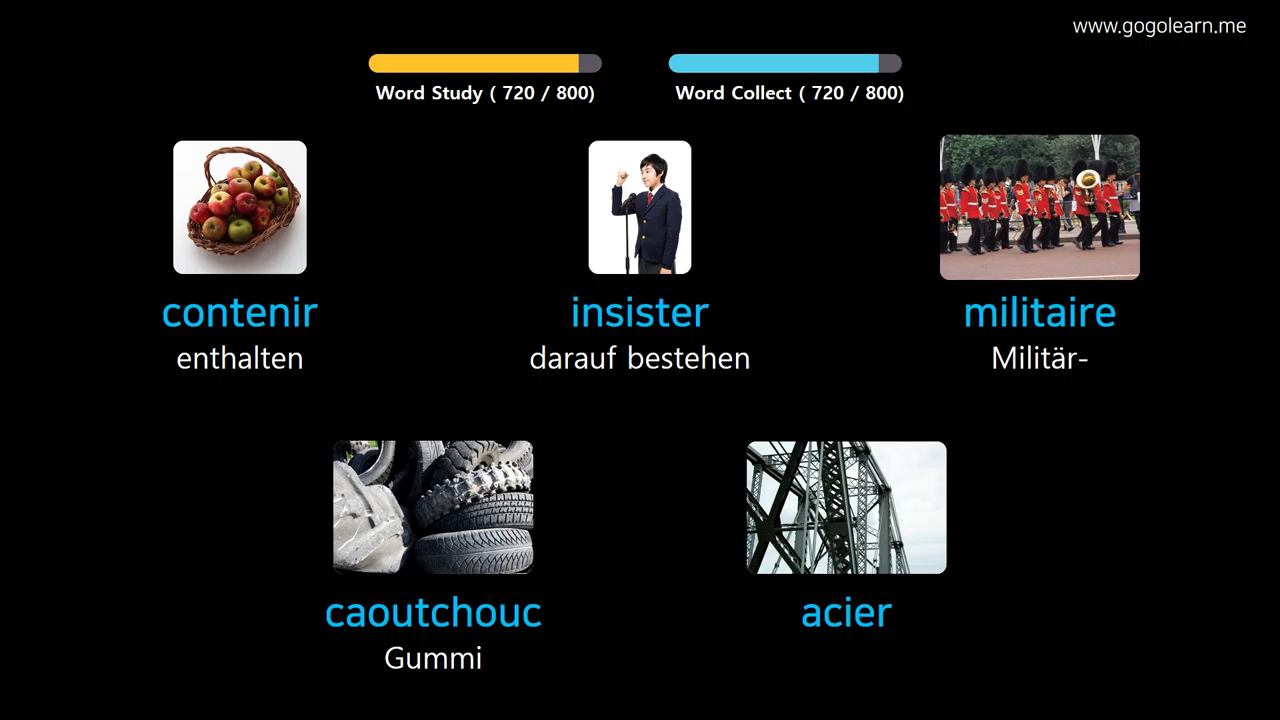 www.gogolearn.me
Word Study ( 720 / 800)
Word Collect ( 720 / 800)
contenir
enthalten
insister
darauf bestehen
militaire
Militär-
caoutchouc
Gummi
acier